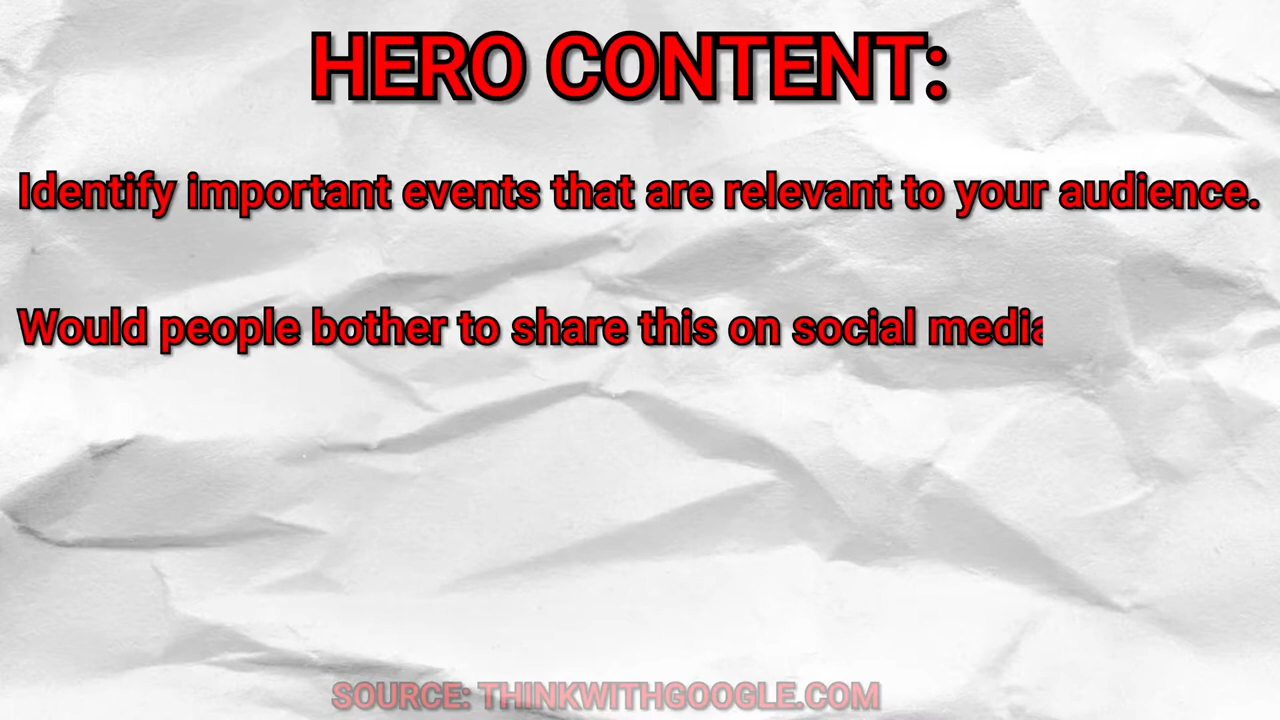 HERO CONTENT:
Identify important events that are relevant to your audience.
Would people bother to share this on social media
SOURCE: THINKWITHGOOGLE.COM